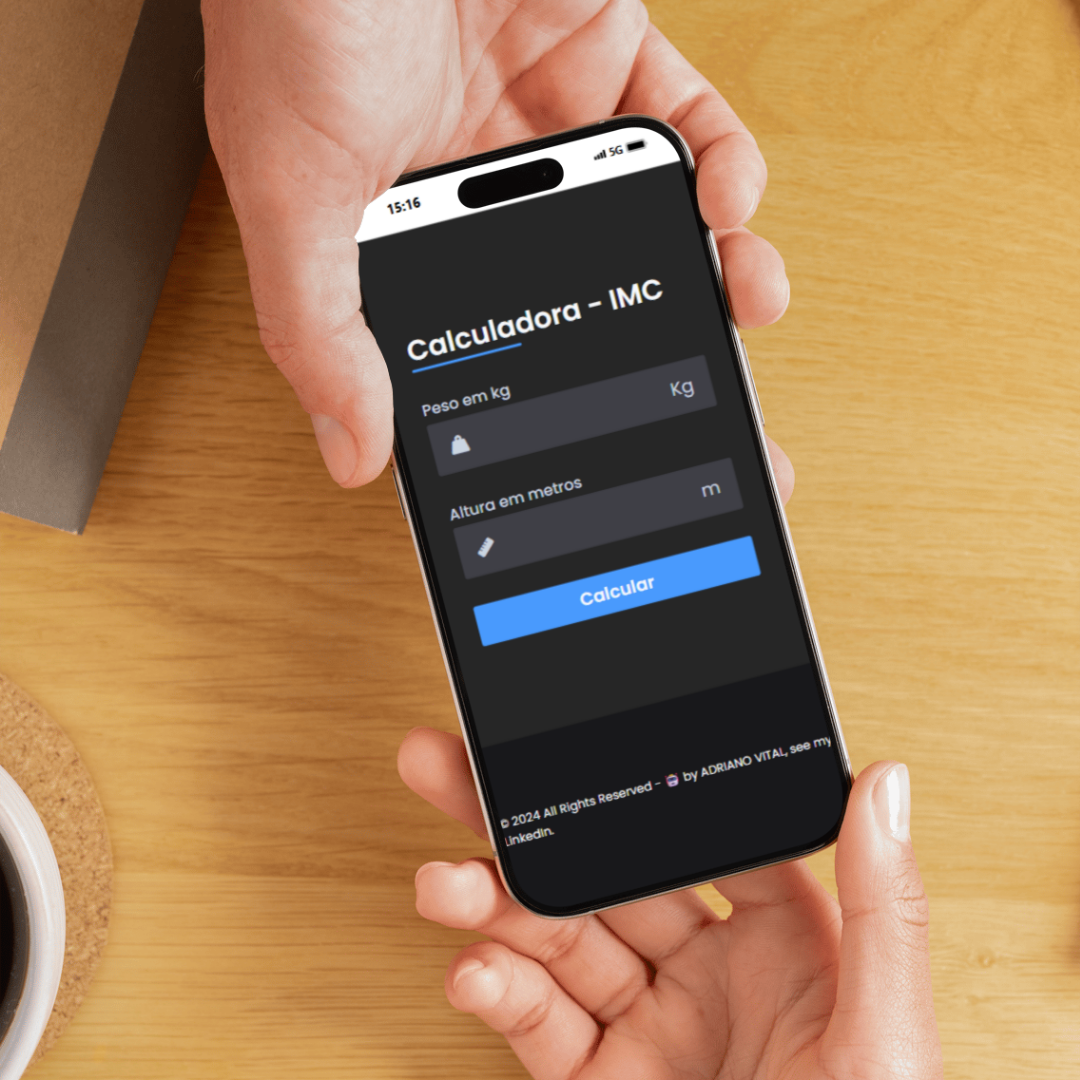 15:16 5G
Calculadora - IMC
Peso em kg
Kg
Altura em metros
m
Calcular
© 2024 All Rights Reserved - by ADRIANO VITAL, see my
LinkedIn.